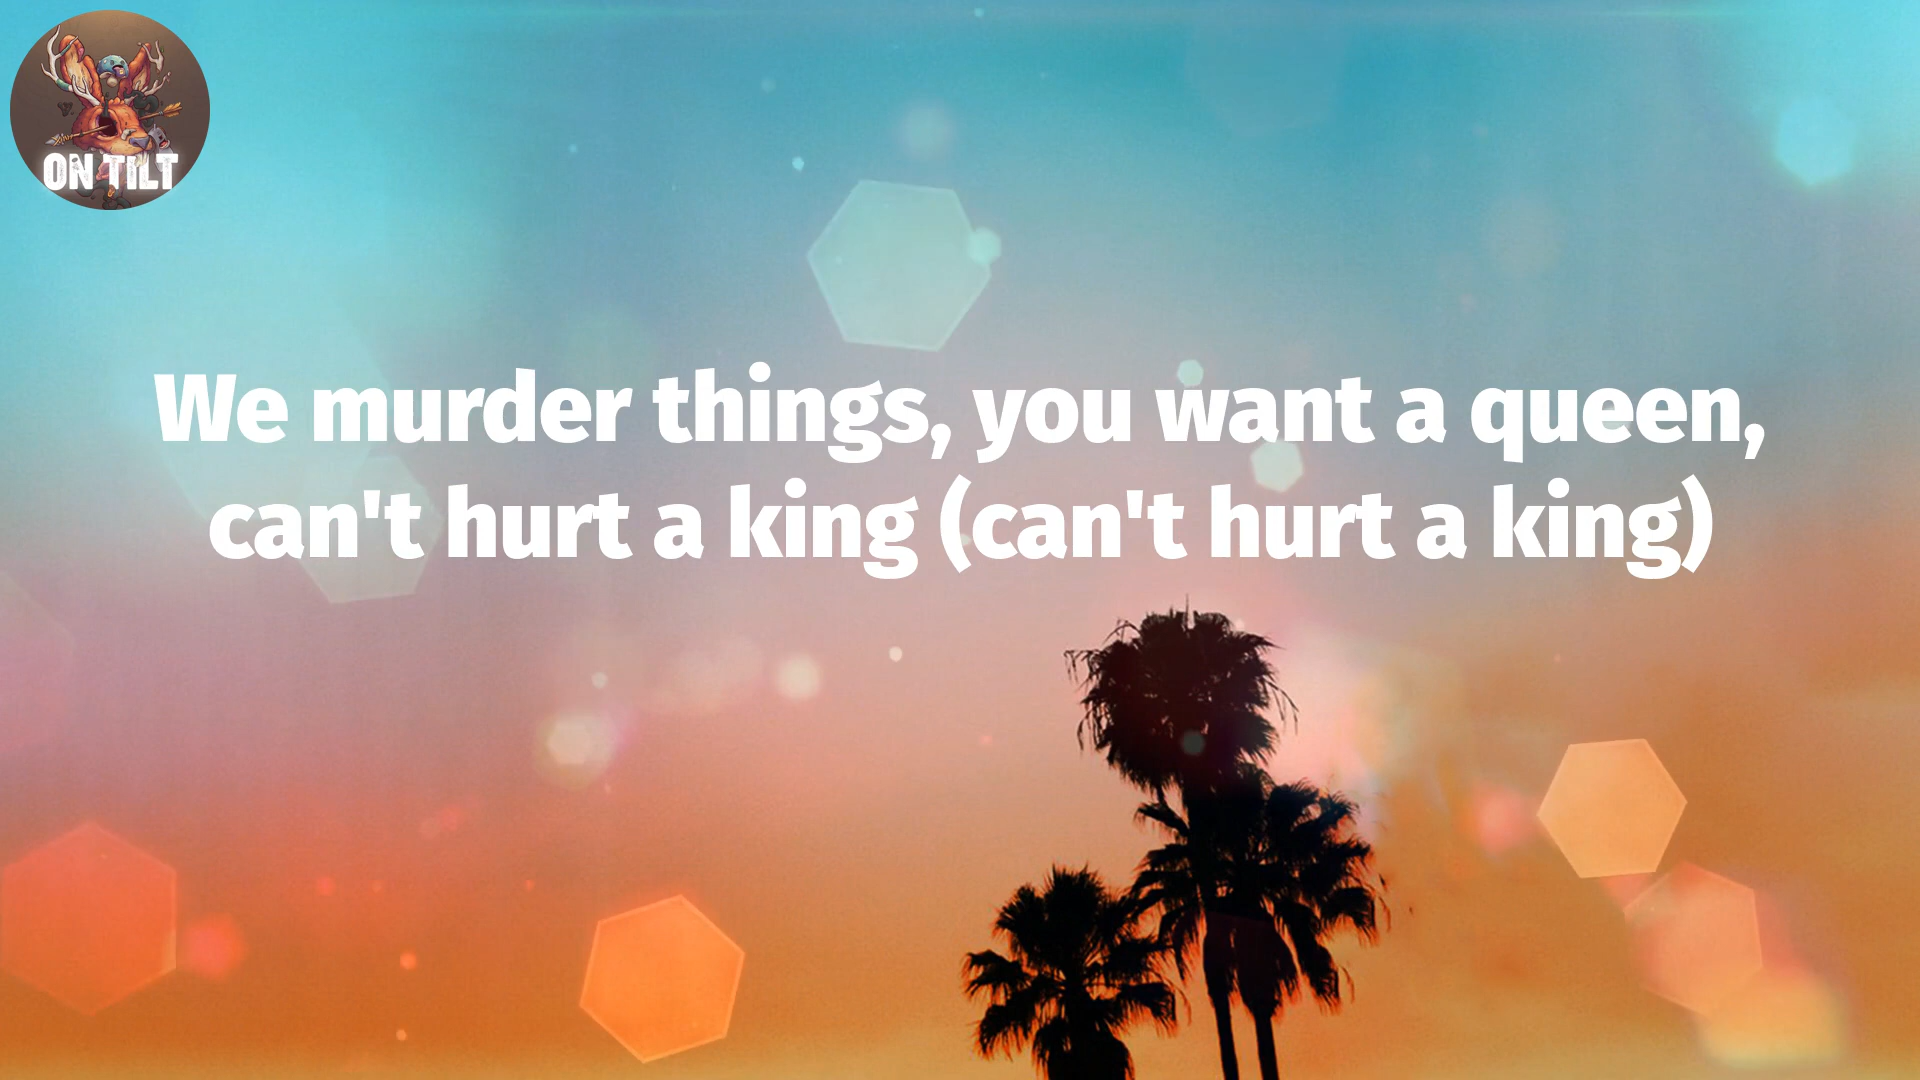 ON TILT
We murder things, you want a queen,
can't hurt a king (can't hurt a king)